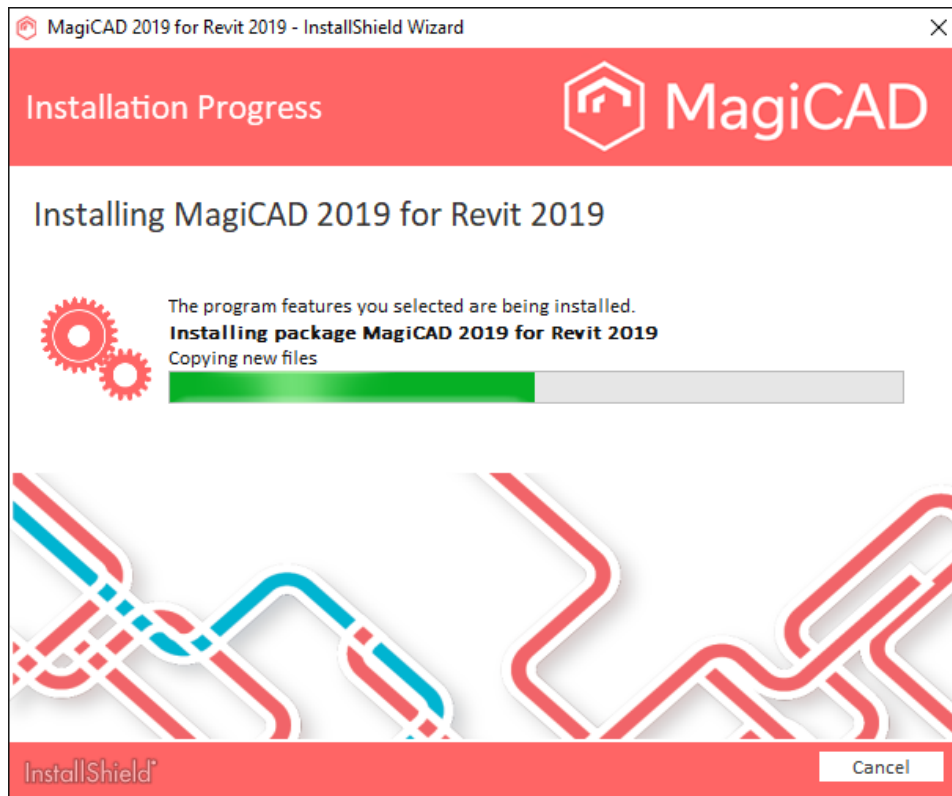 MagiCAD 2019 for Revit 2019 - InstallShield Wizard
Installation Progress
MagiCAD
Installing MagiCAD 2019 for Revit 2019
The program features you selected are being installed.
Installing package MagiCAD 2019 for Revit 2019
Copying new files
InstallShield
Cancel